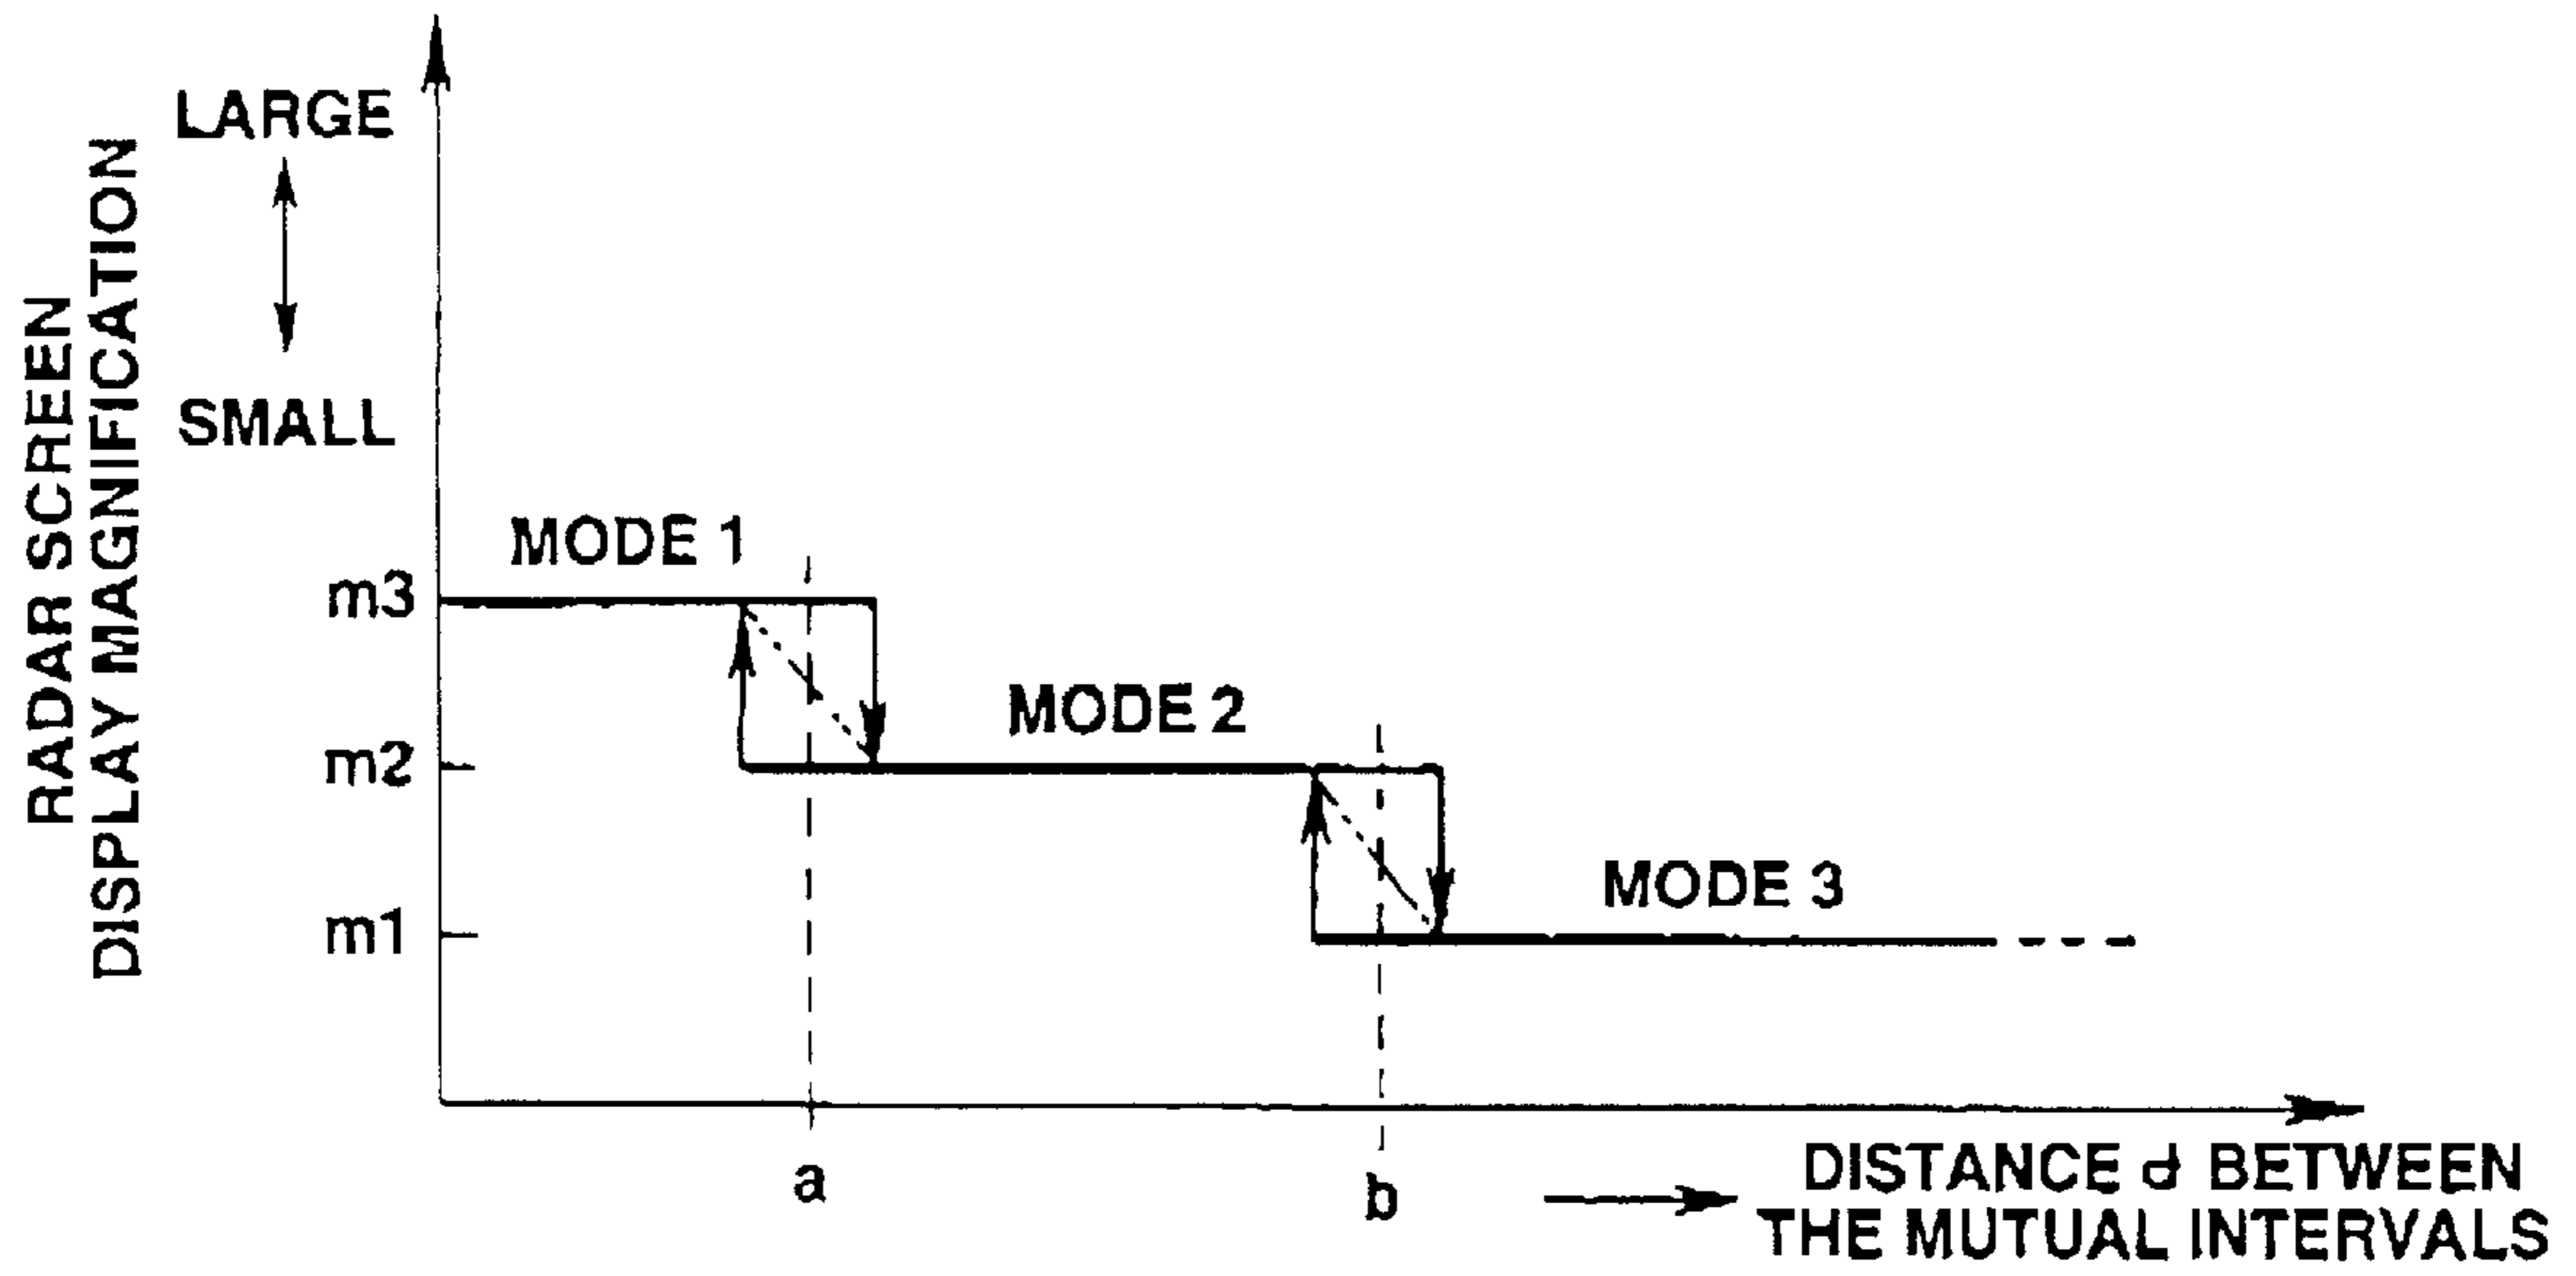 LARGE
SMALL
RADAR SCREEN
DISPLAY MAGNIFICATION
MODE 1
m3
MODE 2
m2
MODE 3
m1
a
b
DISTANCE d BETWEEN
THE MUTUAL INTERVALS